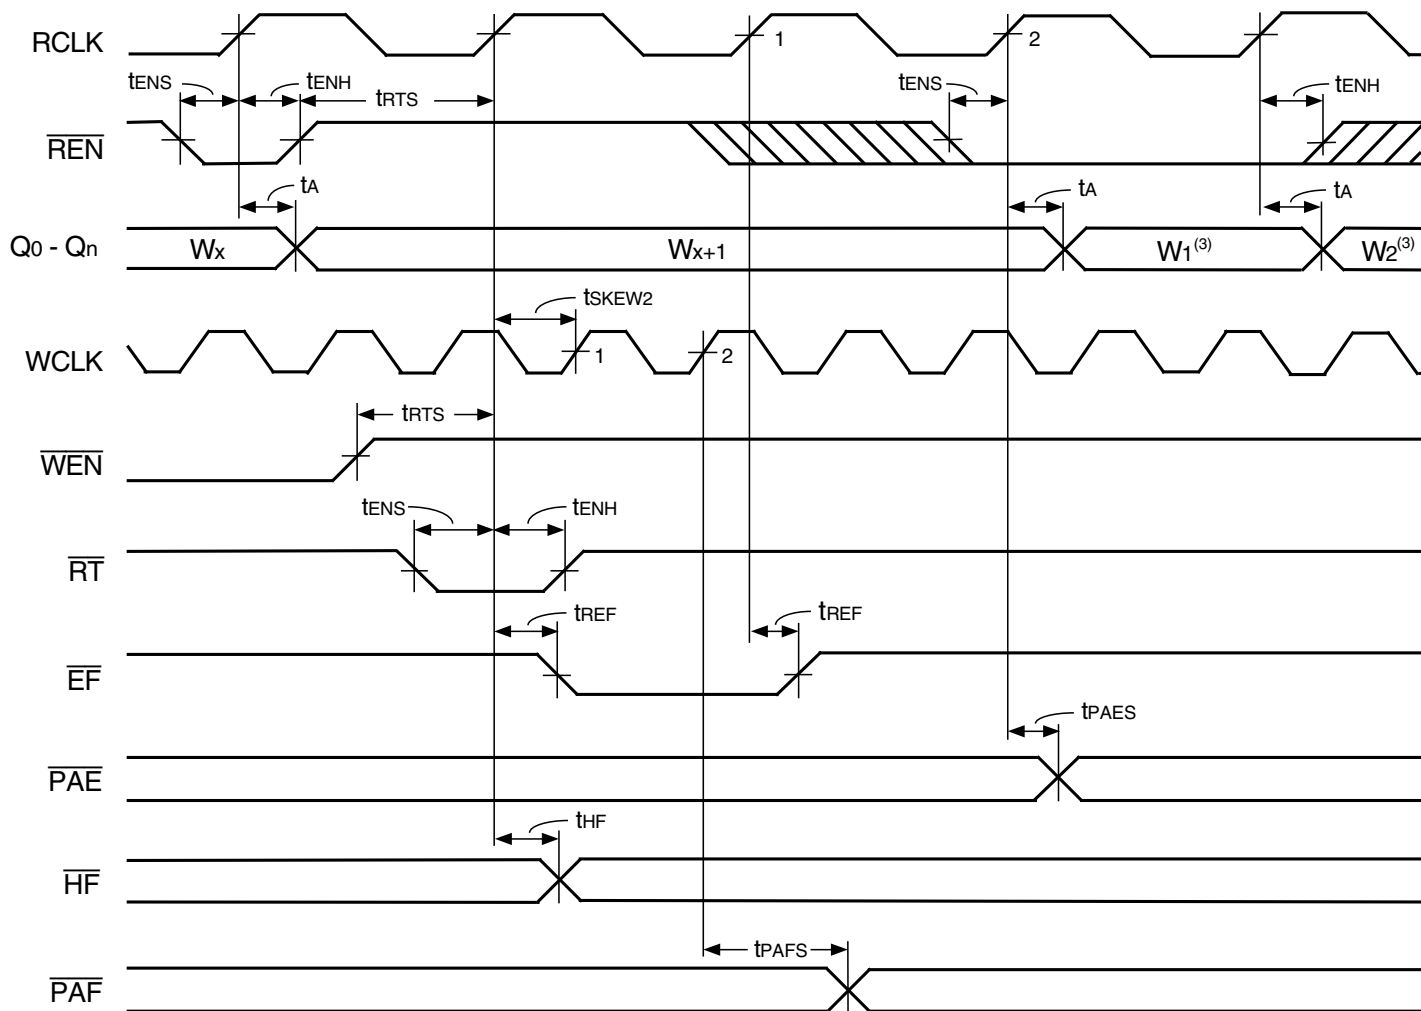 RCLK
1
2
tENS
tENH
tRTS
tENS
tENH
REN
tA
tA
tA
Q0 - Qn
Wx
Wx+1
W1(3)
W2(3)
tSKEW2
WCLK
1
2
tRTS
WEN
tENS
tENH
RT
tREF
tREF
EF
tPAES
PAE
tHF
HF
tPAFS
PAF